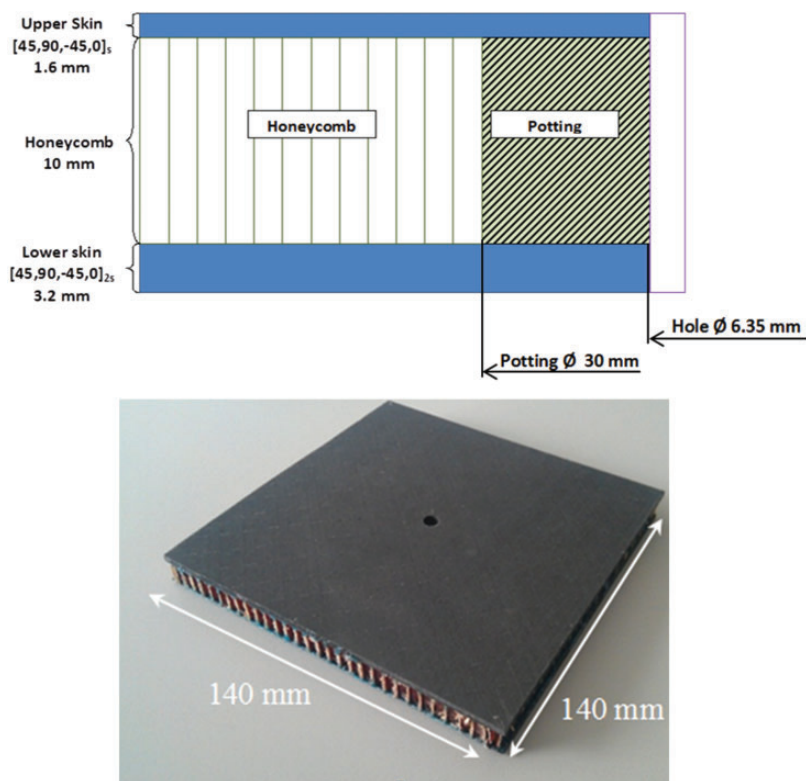 Upper Skin
[45,90,-45,0]s
1.6 mm
Honeycomb
Potting
Honeycomb
10 mm
Lower skin
[45,90,-45,0]2s
3.2 mm
Hole Ø 6.35 mm
Potting Ø 30 mm
140 mm
140 mm